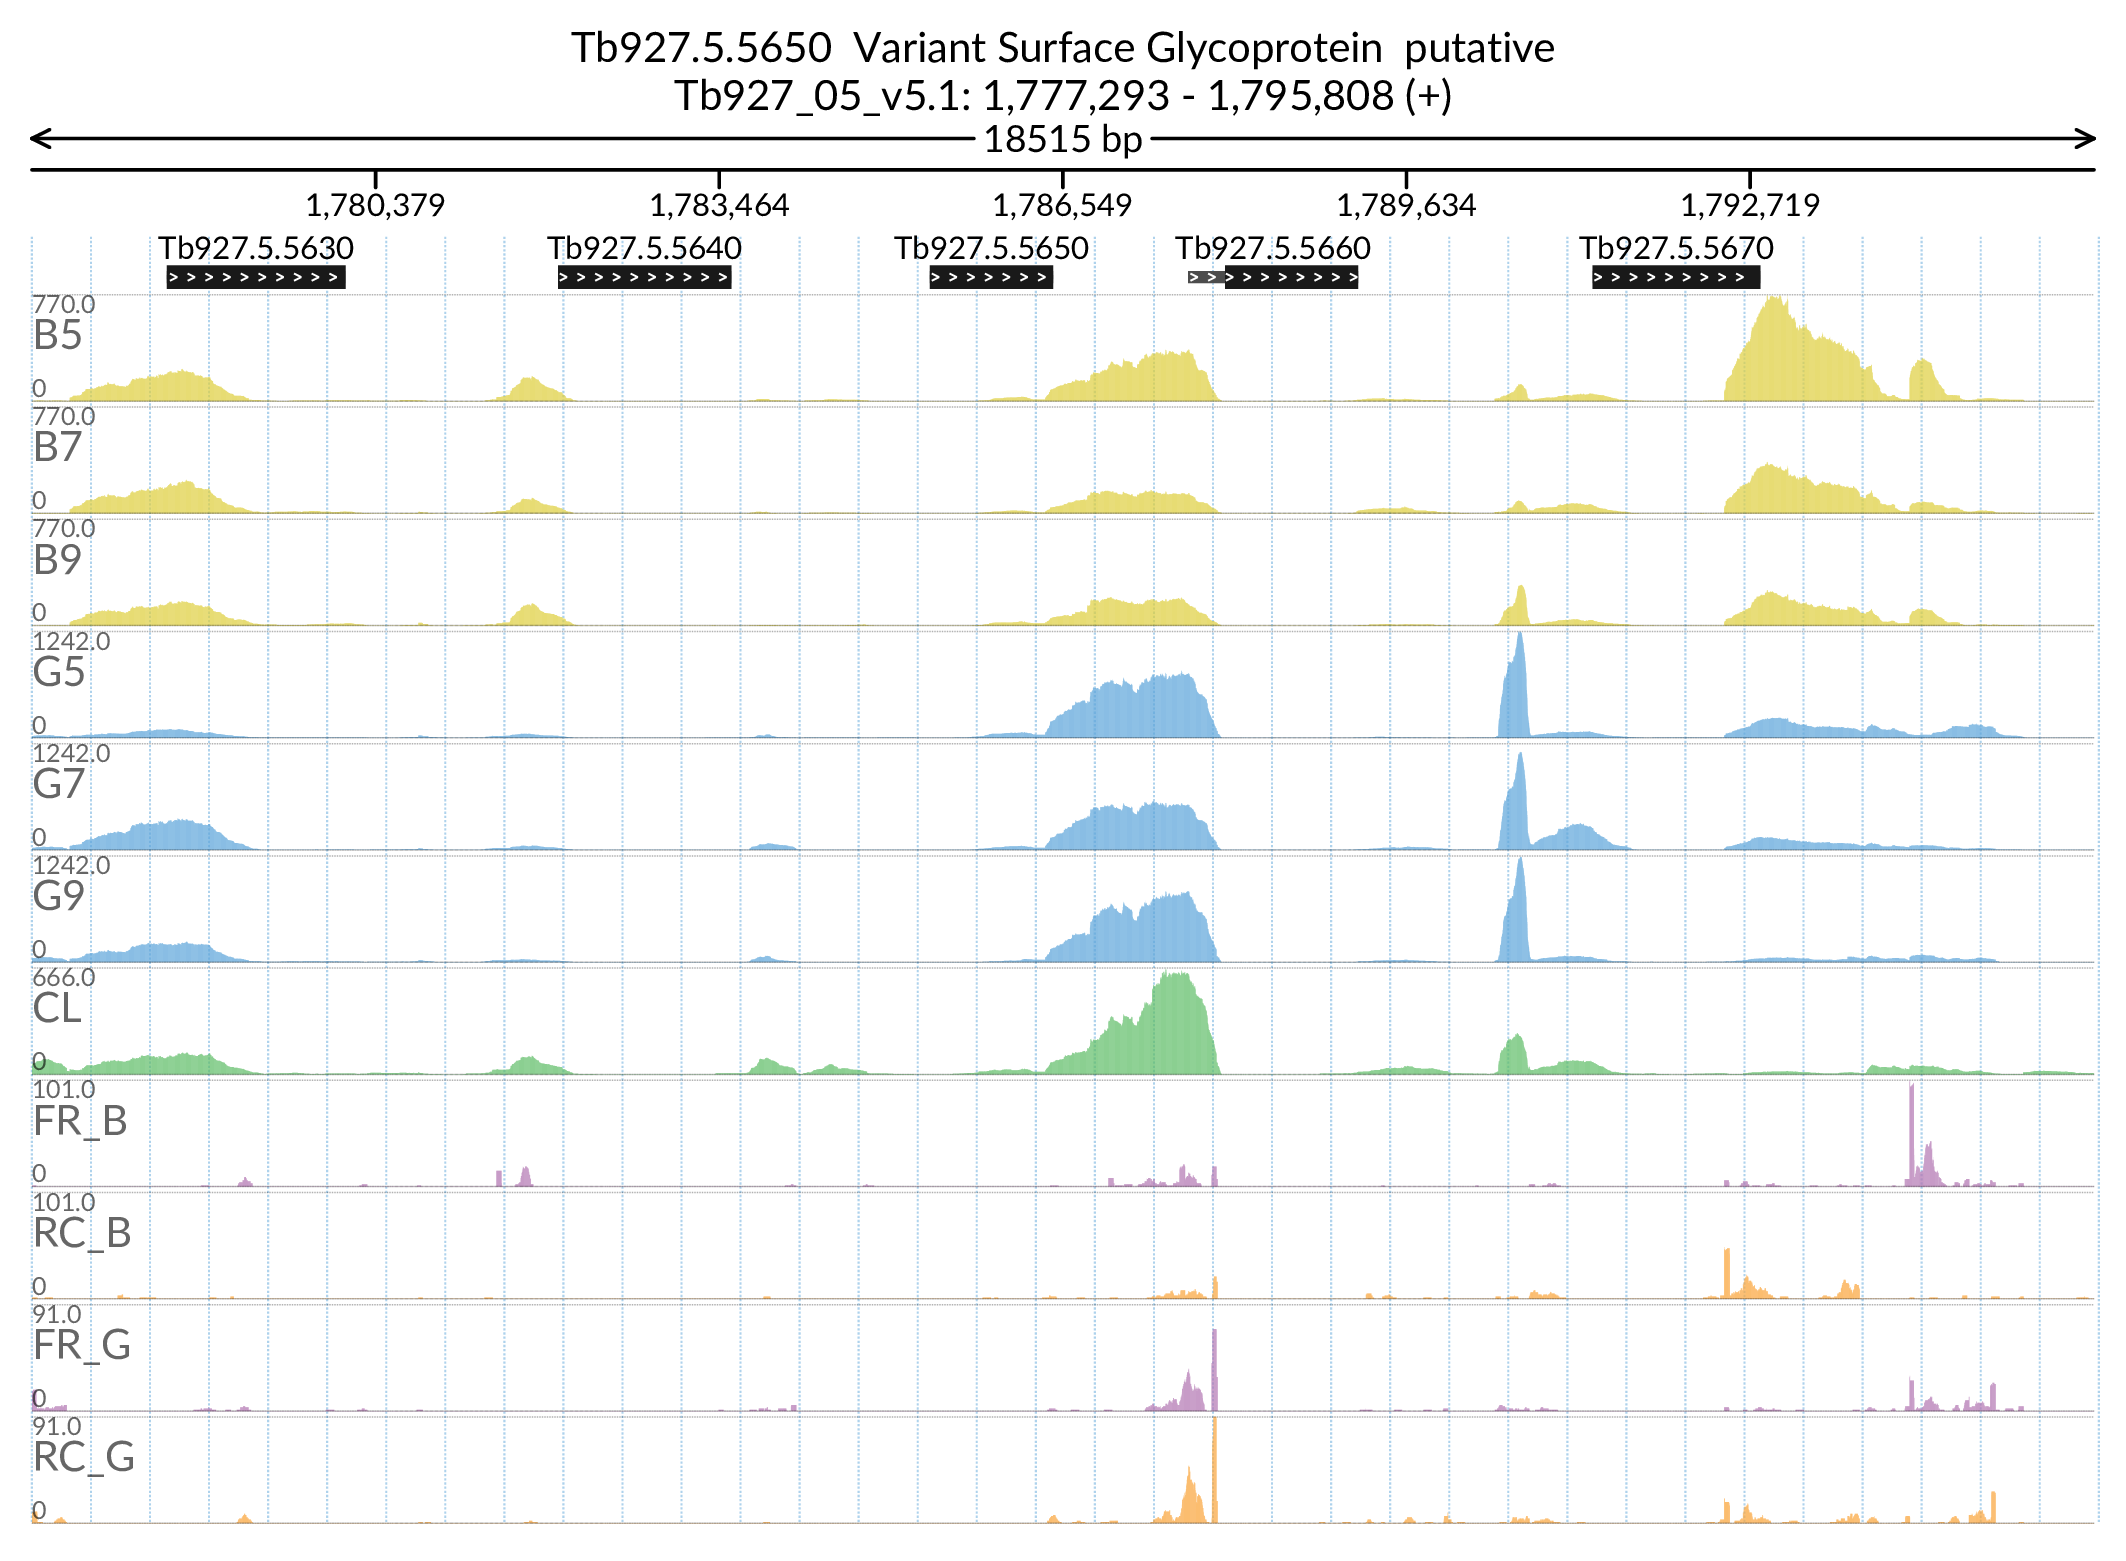 Tb927.5.5650 Variant Surface Glycoprotein putative
Tb927_05_v5.1: 1,777,293 - 1,795,808 (+)
18515 bp
1,780,379 1,783,464 1,786,549 1,789,634 1,792,719
Tb927.5.5630 Tb927.5.5640 Tb927.5.5650 Tb927.5.5660 Tb927.5.5670
770.0
B5
0
770.0
B7
0
770.0
B9
0
1242.0
G5
0
1242.0
G7
0
1242.0
G9
0
666.0
CL
0
101.0
FR_B
0
101.0
RC_B
0
91.0
FR_G
0
91.0
RC_G
0